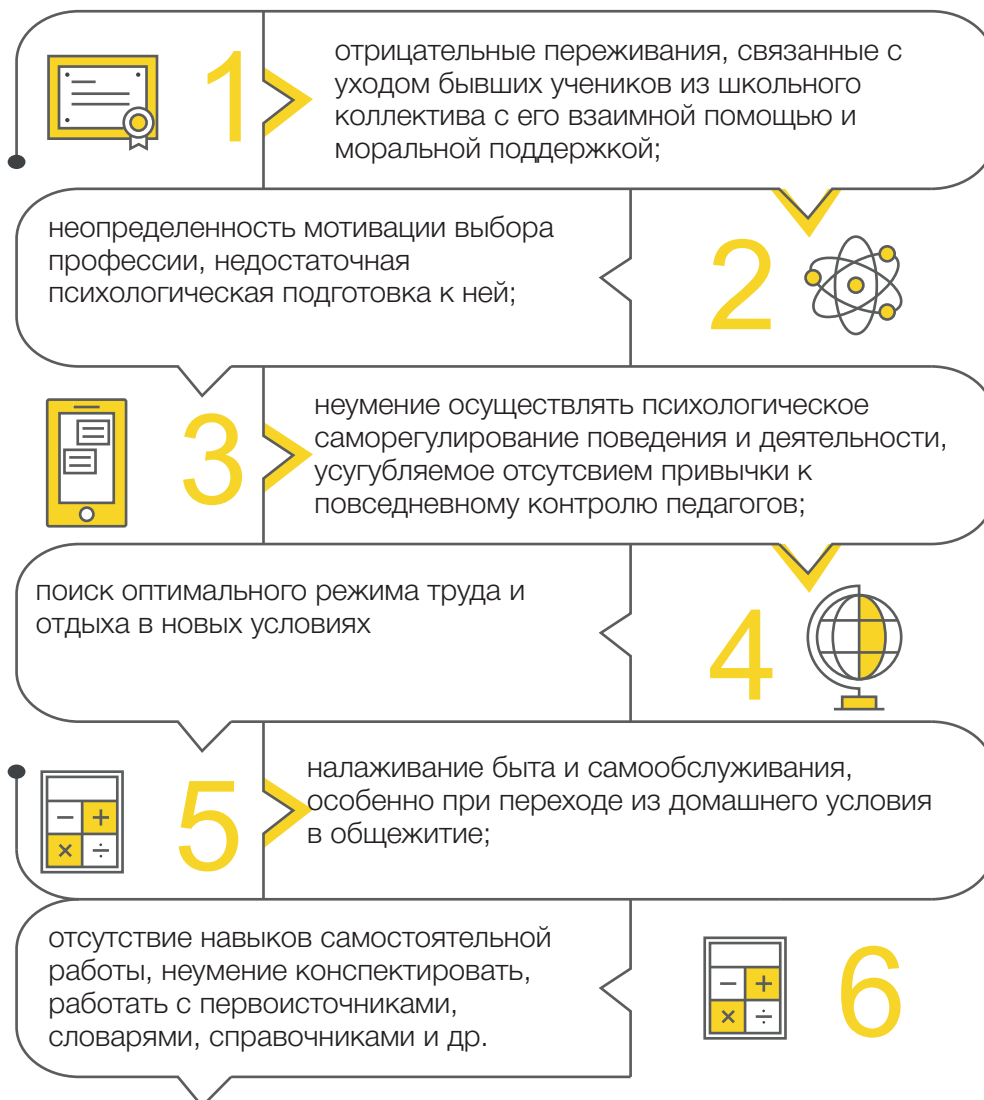 1
отрицательные переживания, связанные с
уходом бывших учеников из школьного
коллектива с его взаимной помощью и
моральной поддержкой;
неопределенность мотивации выбора
профессии, недостаточная
психологическая подготовка к ней;
2
3
неумение осуществлять психологическое
саморегулирование поведения и деятельности,
усугубляемое отсутсвием привычки к
повседневному контролю педагогов;
поиск оптимального режима труда и
отдыха в новых условиях
4
5
налаживание быта и самообслуживания,
особенно при переходе из домашнего условия
в общежитие;
− +
× ÷
отсутствие навыков самостоятельной
работы, неумение конспектировать,
работать с первоисточниками,
словарями, справочниками и др.
− +
× ÷
6